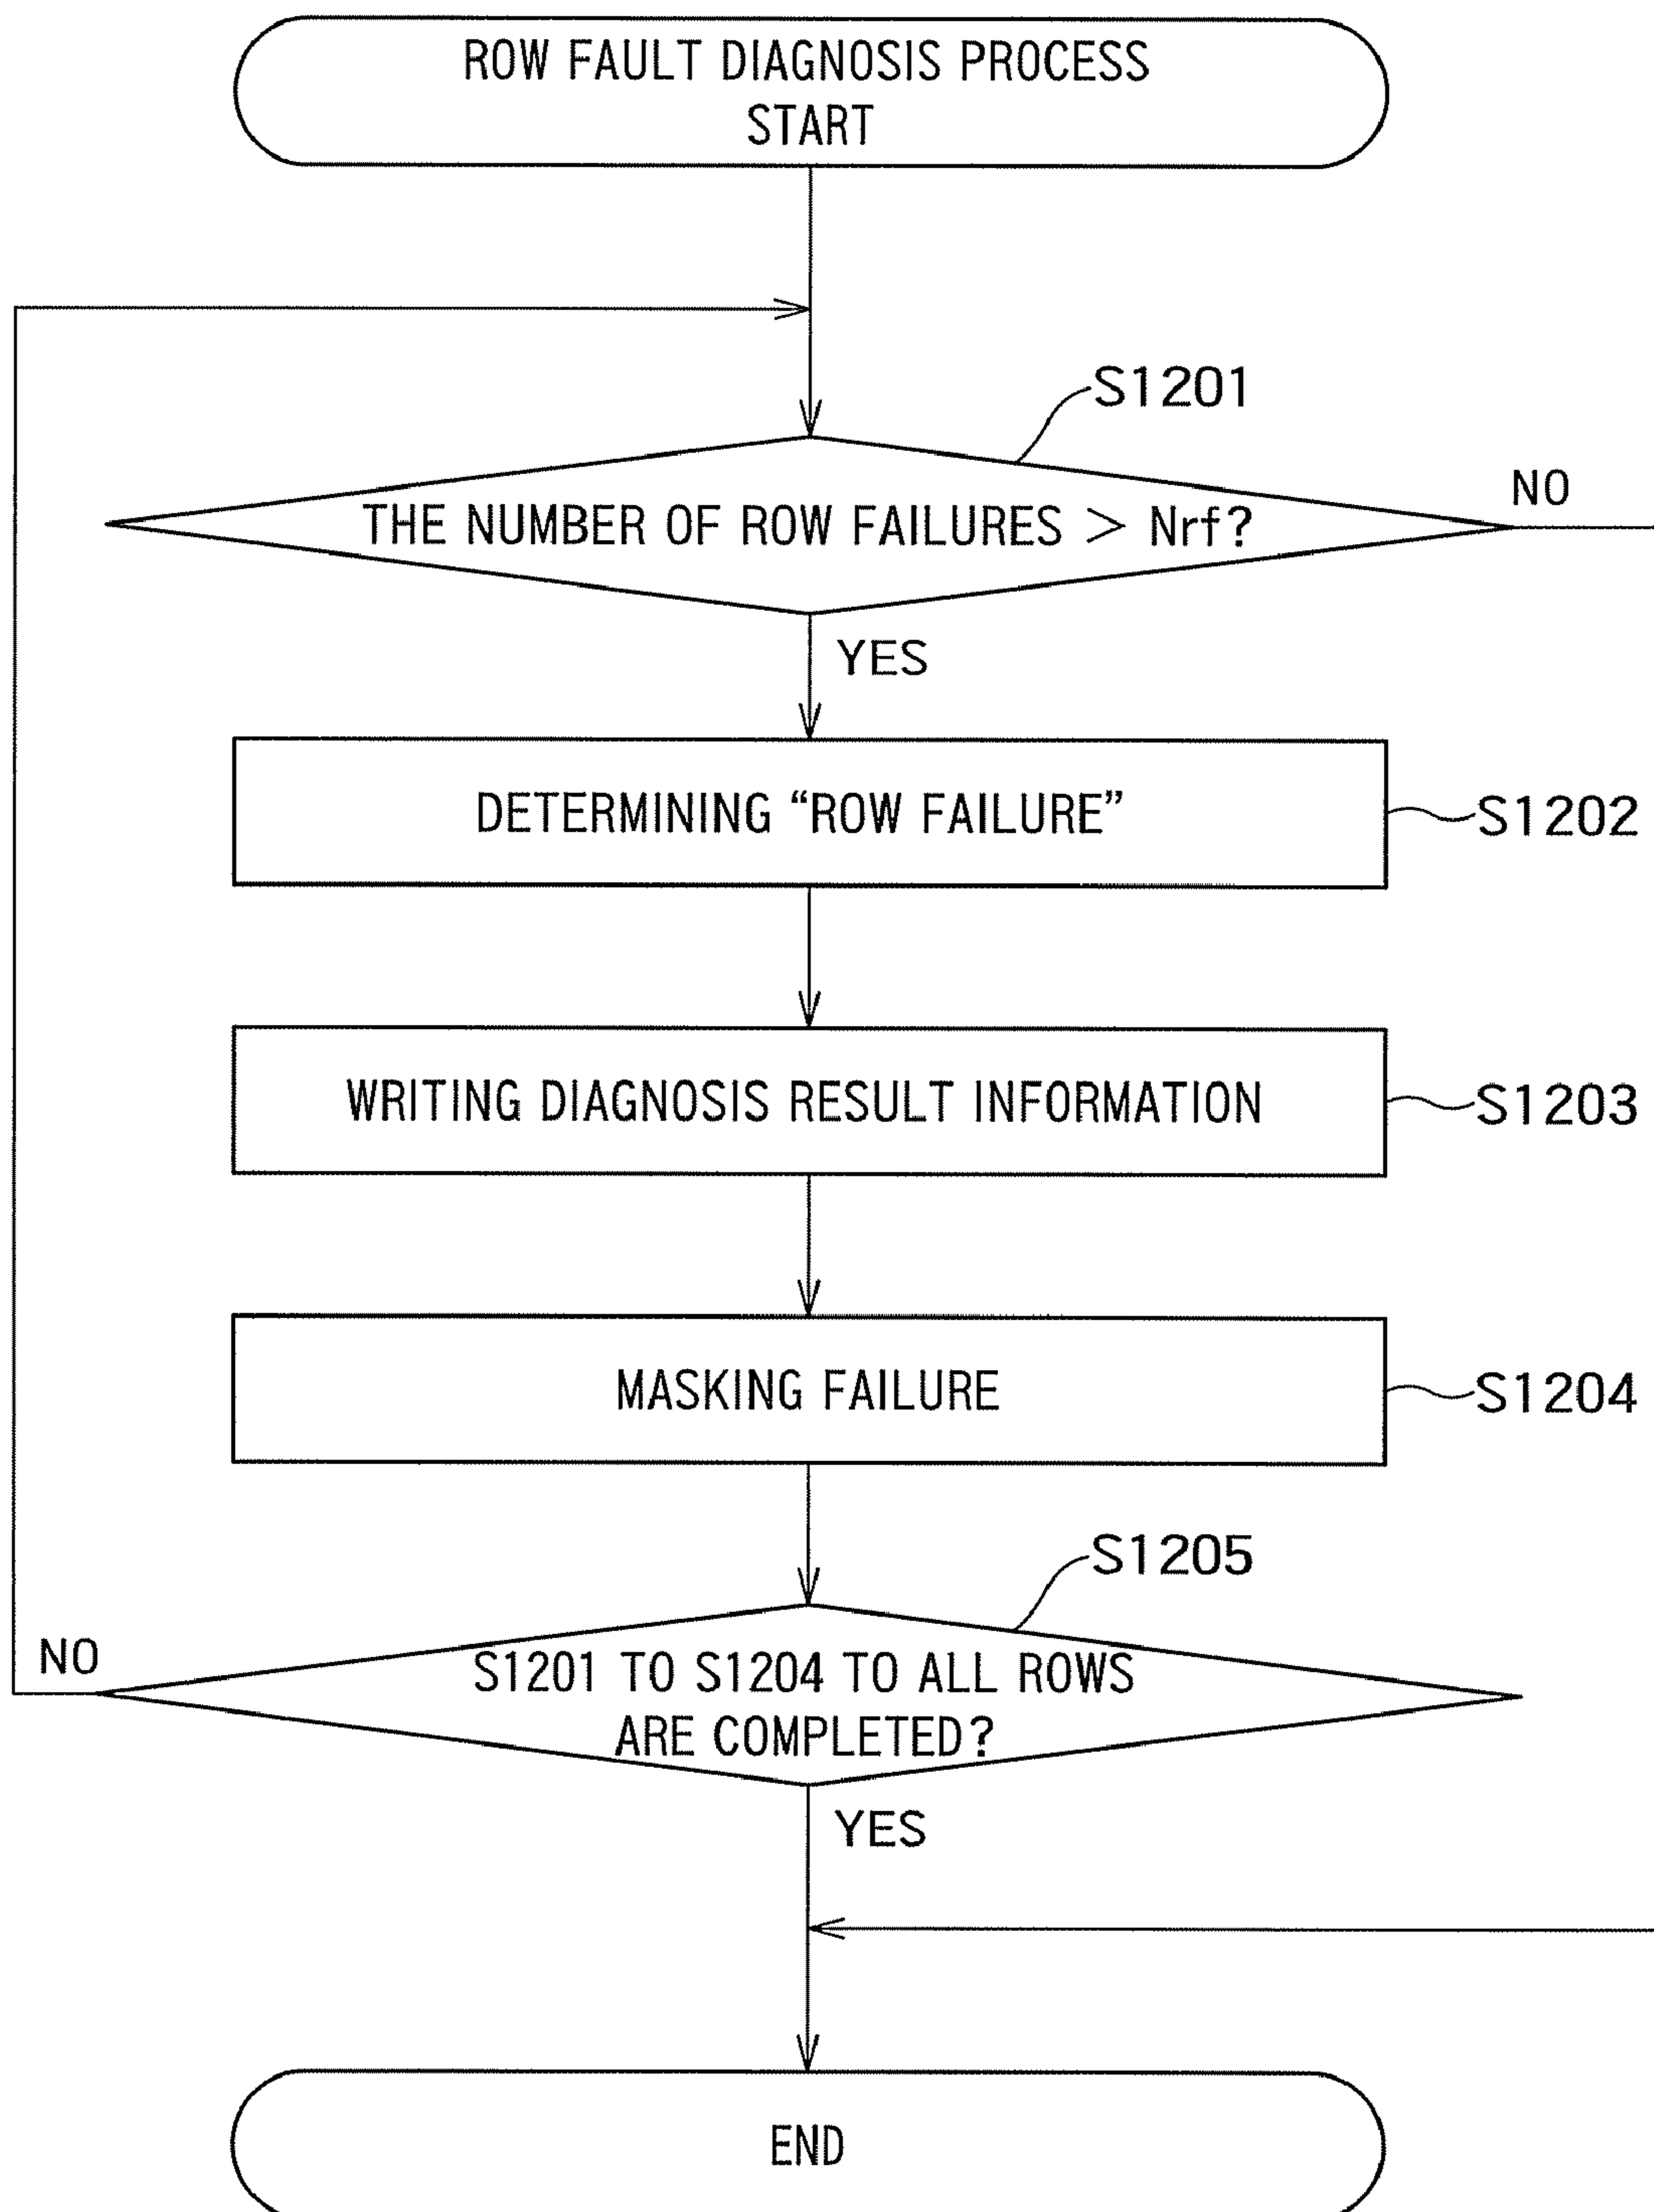 ROW FAULT DIAGNOSIS PROCESS
START
S1201
THE NUMBER OF ROW FAILURES > Nrf?
NO
YES
DETERMINING “ROW FAILURE”
S1202
WRITING DIAGNOSIS RESULT INFORMATION
S1203
MASKING FAILURE
S1204
S1205
NO
S1201 TO S1204 TO ALL ROWS
ARE COMPLETED?
YES
END